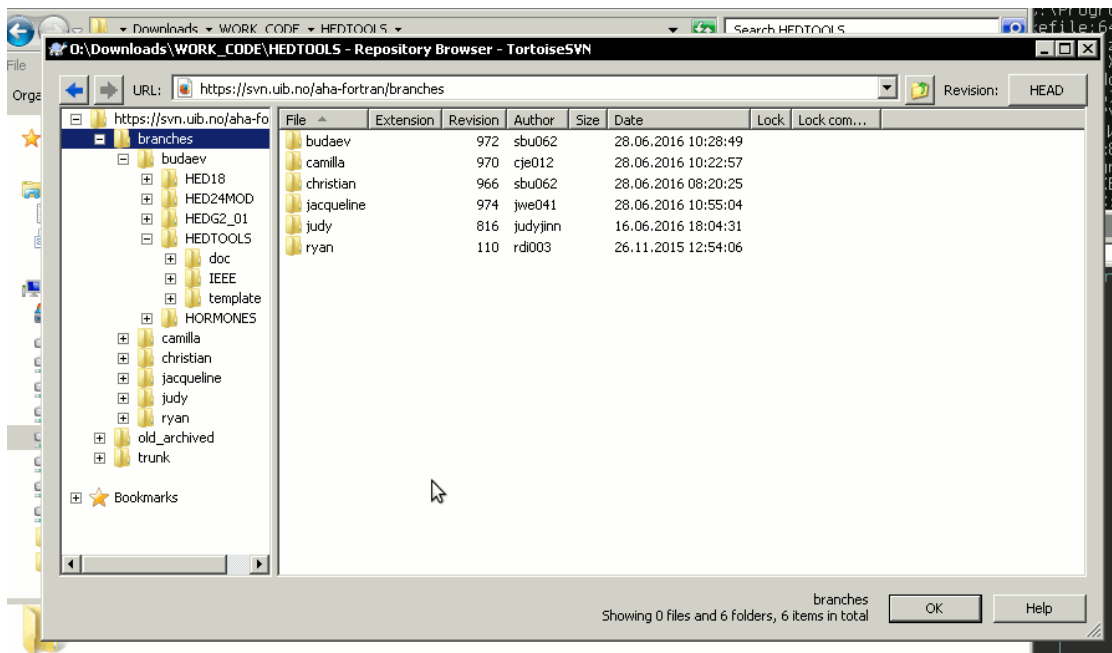 Downloads WORK_CODE HEDTOOLS Search HEDTOOLS
O:\Downloads\WORK_CODE\HEDTOOLS - Repository Browser - TortoiseSVN
File
Orga
URL: https://svn.uib.no/aha-fortran/branches Revision: HEAD
https://svn.uib.no/aha-fo File Extension Revision Author Size Date Lock Lock com...
branches budaev 972 sbu062 28.06.2016 10:28:49
budaev camilla 970 cje012 28.06.2016 10:22:57
HED18 christian 966 sbu062 28.06.2016 08:20:25
HED24MOD jacqueline 974 jwe041 28.06.2016 10:55:04
HEDG2_01 judy 816 judyjinn 16.06.2016 18:04:31
HEDTOOLS ryan 110 rdi003 26.11.2015 12:54:06
doc
IEEE
template
HORMONES
camilla
christian
jacqueline
judy
ryan
old_archived
trunk
Bookmarks
branches
Showing 0 files and 6 folders, 6 items in total OK Help